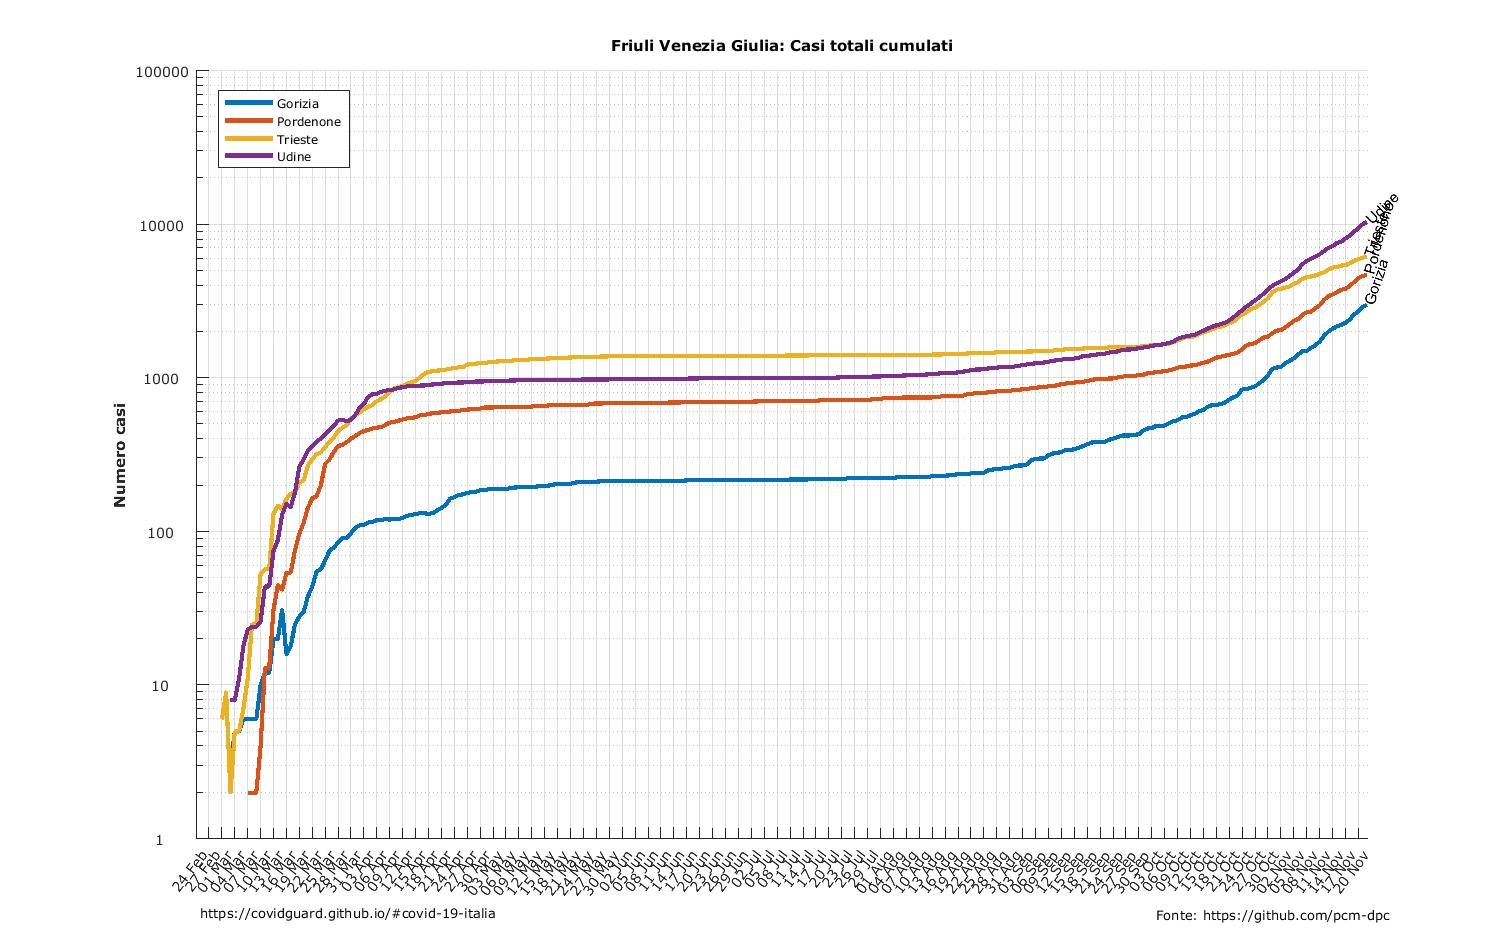 Friuli Venezia Giulia: Casi totali cumulati
100000
10000
1000
100
10
1
Numero casi
Gorizia
Pordenone
Trieste
Udine
Udine
Trieste
Pordenone
Gorizia
24 Feb
27 Feb
01 Mar
04 Mar
07 Mar
10 Mar
13 Mar
16 Mar
19 Mar
22 Mar
25 Mar
28 Mar
31 Mar
03 Apr
06 Apr
09 Apr
12 Apr
15 Apr
18 Apr
21 Apr
24 Apr
27 Apr
30 Apr
03 May
06 May
09 May
12 May
15 May
18 May
21 May
24 May
27 May
30 May
02 Jun
05 Jun
08 Jun
11 Jun
14 Jun
17 Jun
20 Jun
23 Jun
26 Jun
29 Jun
02 Jul
05 Jul
08 Jul
11 Jul
14 Jul
17 Jul
20 Jul
23 Jul
26 Jul
29 Jul
01 Aug
04 Aug
07 Aug
10 Aug
13 Aug
16 Aug
19 Aug
22 Aug
25 Aug
28 Aug
31 Aug
03 Sep
06 Sep
09 Sep
12 Sep
15 Sep
18 Sep
21 Sep
24 Sep
27 Sep
30 Sep
03 Oct
06 Oct
09 Oct
12 Oct
15 Oct
18 Oct
21 Oct
24 Oct
27 Oct
30 Oct
02 Nov
05 Nov
08 Nov
11 Nov
14 Nov
17 Nov
20 Nov
https://covidguard.github.io/#covid-19-italia
Fonte: https://github.com/pcm-dpc